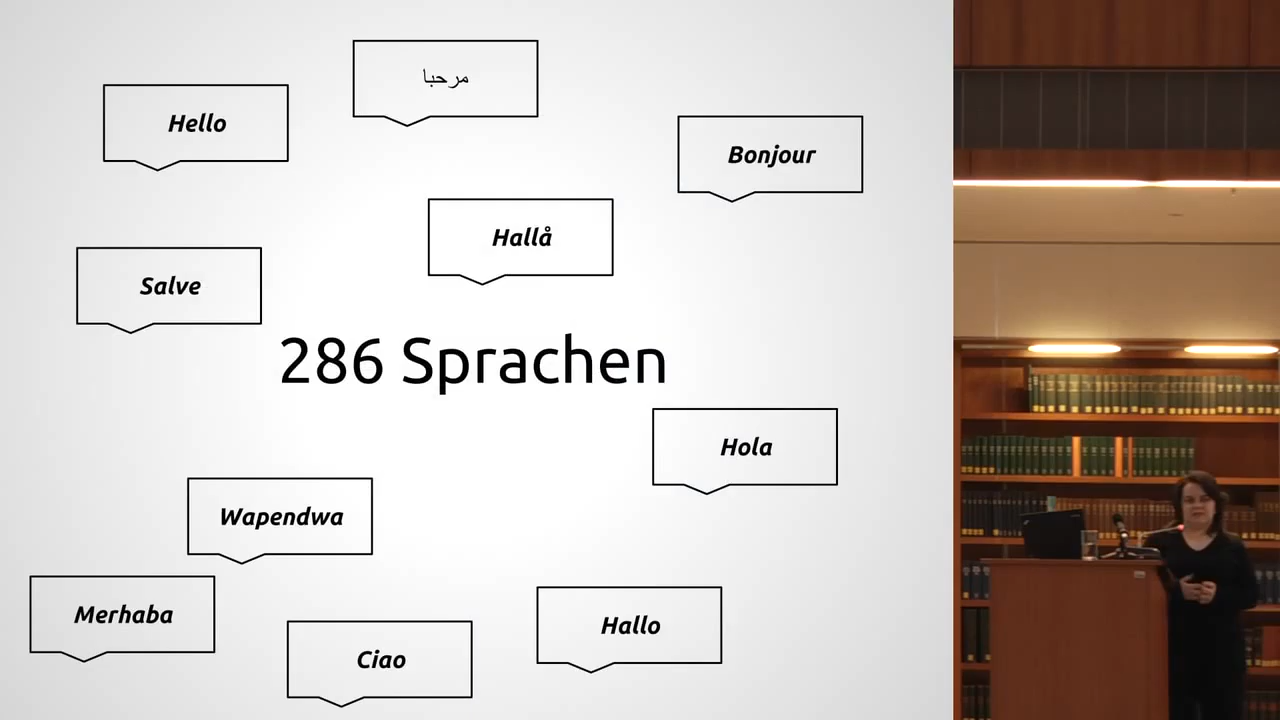 مرحبا
Hello
Bonjour
Hallå
Salve
286 Sprachen
Hola
Wapendwa
Merhaba
Hallo
Ciao